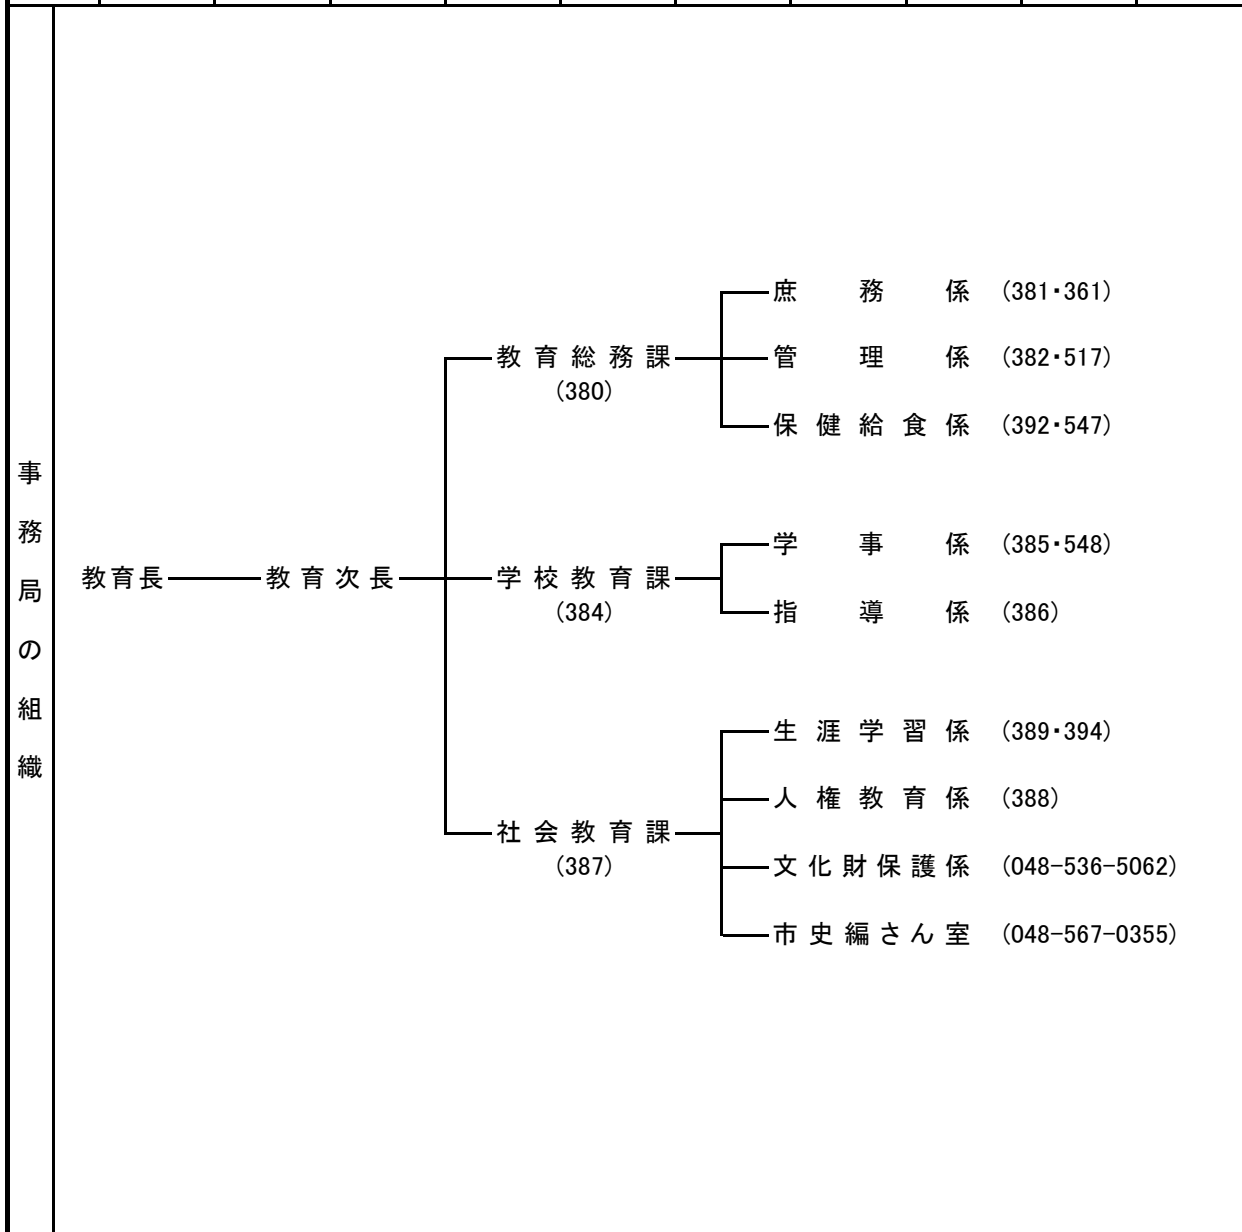 事務局の組織
教育長
教育次長
教育総務課
(380)
庶務係 (381・361)
管理係 (382・517)
保健給食係 (392・547)
学校教育課
(384)
学事係 (385・548)
指導係 (386)
社会教育課
(387)
生涯学習係 (389・394)
人権教育係 (388)
文化財保護係 (048-536-5062)
市史編さん室 (048-567-0355)